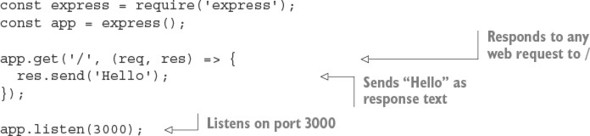 const express = require('express');
const app = express();
app.get('/', (req, res) => {
Responds to any
web request to /
res.send('Hello');
Sends “Hello” as
response text
});
app.listen(3000);
Listens on port 3000